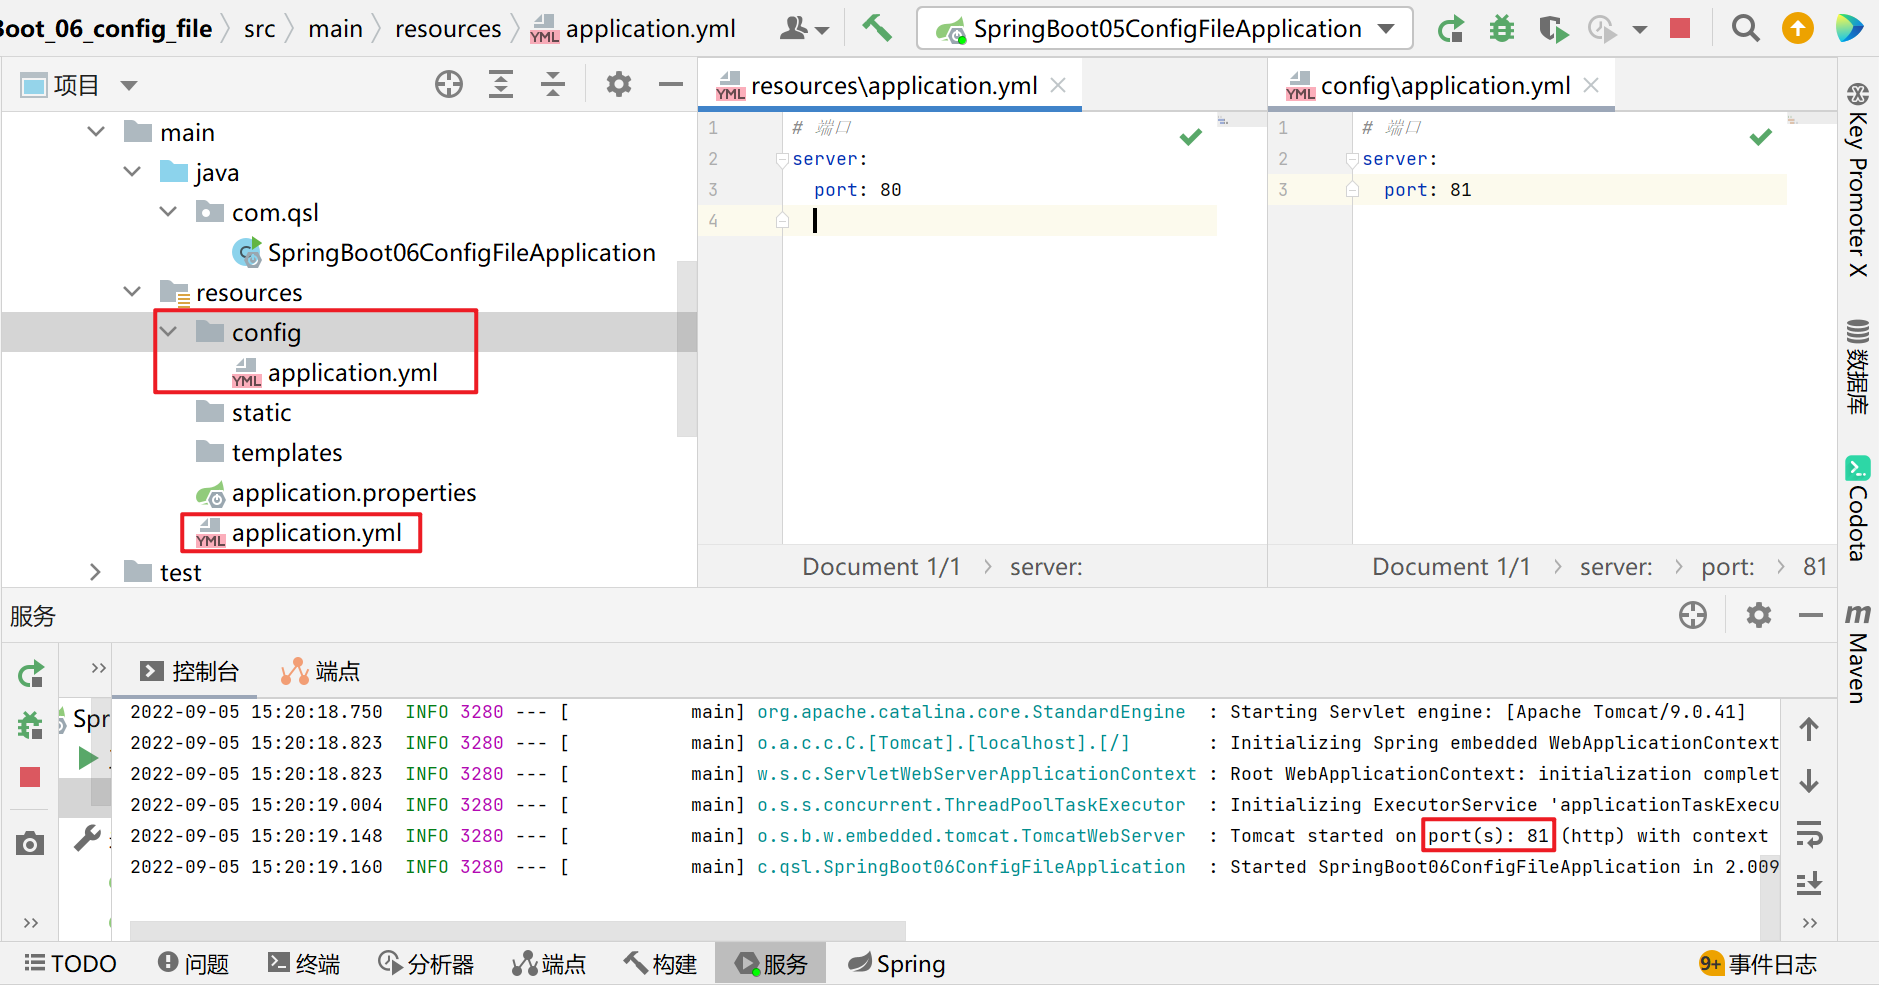 Boot_06_config_file src main resources application.yml SpringBoot05ConfigFileApplication
项目
main
java
com.qsl
SpringBoot06ConfigFileApplication
resources
config
application.yml
static
templates
application.properties
application.yml
test
resources\application.yml
1 # 端口
2 server:
3 port: 80
4
Document 1/1 › server:
config\application.yml
1 # 端口
2 server:
3 port: 81
Document 1/1 › server: › port: › 81
Key Promoter X
数据库
Codota
Maven
服务
控制台 端点
Spr
2022-09-05 15:20:18.750 INFO 3280 --- [ main] org.apache.catalina.core.StandardEngine : Starting Servlet engine: [Apache Tomcat/9.0.41]
2022-09-05 15:20:18.823 INFO 3280 --- [ main] o.a.c.c.C.[Tomcat].[localhost].[/] : Initializing Spring embedded WebApplicationContext
2022-09-05 15:20:18.823 INFO 3280 --- [ main] w.s.c.ServletWebServerApplicationContext : Root WebApplicationContext: initialization complet
2022-09-05 15:20:19.004 INFO 3280 --- [ main] o.s.s.concurrent.ThreadPoolTaskExecutor : Initializing ExecutorService 'applicationTaskExecu
2022-09-05 15:20:19.148 INFO 3280 --- [ main] o.s.b.w.embedded.tomcat.TomcatWebServer : Tomcat started on port(s): 81 (http) with context
2022-09-05 15:20:19.160 INFO 3280 --- [ main] c.qsl.SpringBoot06ConfigFileApplication : Started SpringBoot06ConfigFileApplication in 2.009
TODO 问题 终端 分析器 端点 构建 服务 Spring 9+ 事件日志